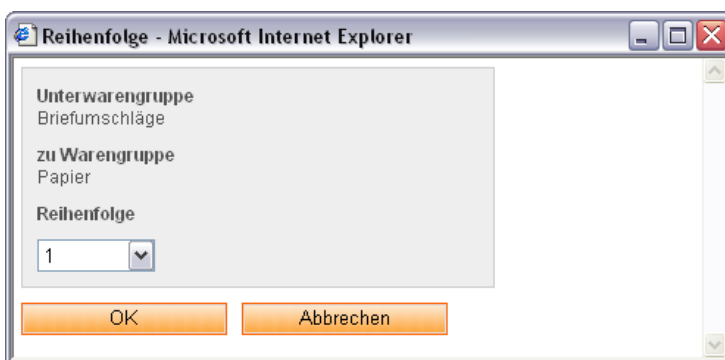 Reihenfolge - Microsoft Internet Explorer
Unterwarengruppe
Briefumschläge
zu Warengruppe
Papier
Reihenfolge
1
OK Abbrechen